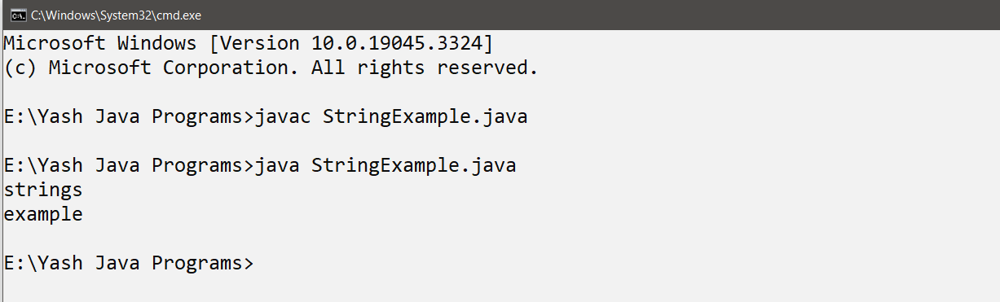 C:\Windows\System32\cmd.exe
Microsoft Windows [Version 10.0.19045.3324]
(c) Microsoft Corporation. All rights reserved.
E:\Yash Java Programs>javac StringExample.java
E:\Yash Java Programs>java StringExample.java
strings
example
E:\Yash Java Programs>